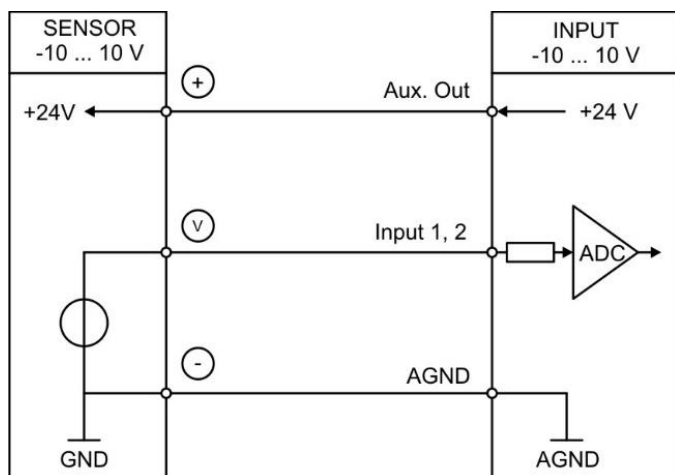 SENSOR
-10 ... 10 V
INPUT
-10 ... 10 V
+
Aux. Out
+24V
+24 V
V
Input 1, 2
ADC
-
AGND
GND
AGND